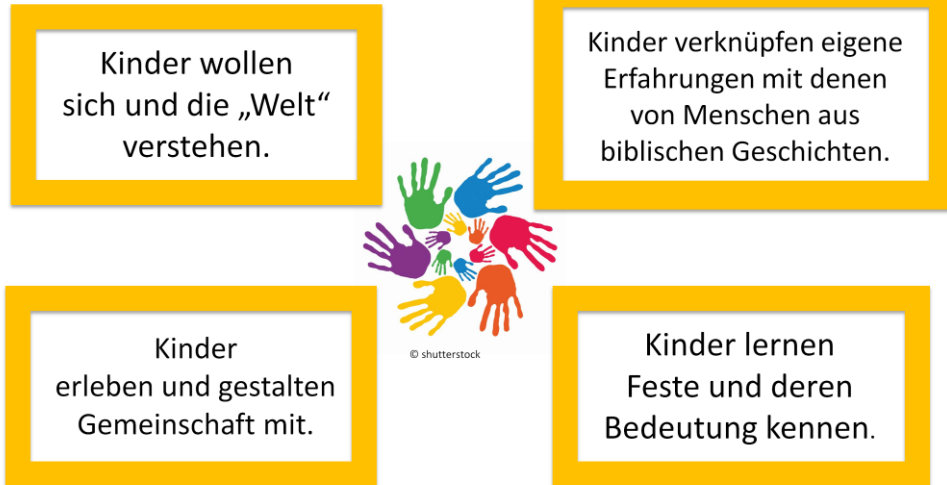 Kinder wollen
sich und die „Welt“
verstehen.
Kinder verknüpfen eigene
Erfahrungen mit denen
von Menschen aus
biblischen Geschichten.
© shutterstock
Kinder
erleben und gestalten
Gemeinschaft mit.
Kinder lernen
Feste und deren
Bedeutung kennen.